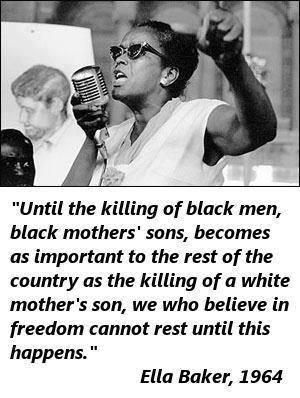 "Until the killing of black men,
black mothers' sons, becomes
as important to the rest of the
country as the killing of a white
mother's son, we who believe in
freedom cannot rest until this
happens."
Ella Baker, 1964